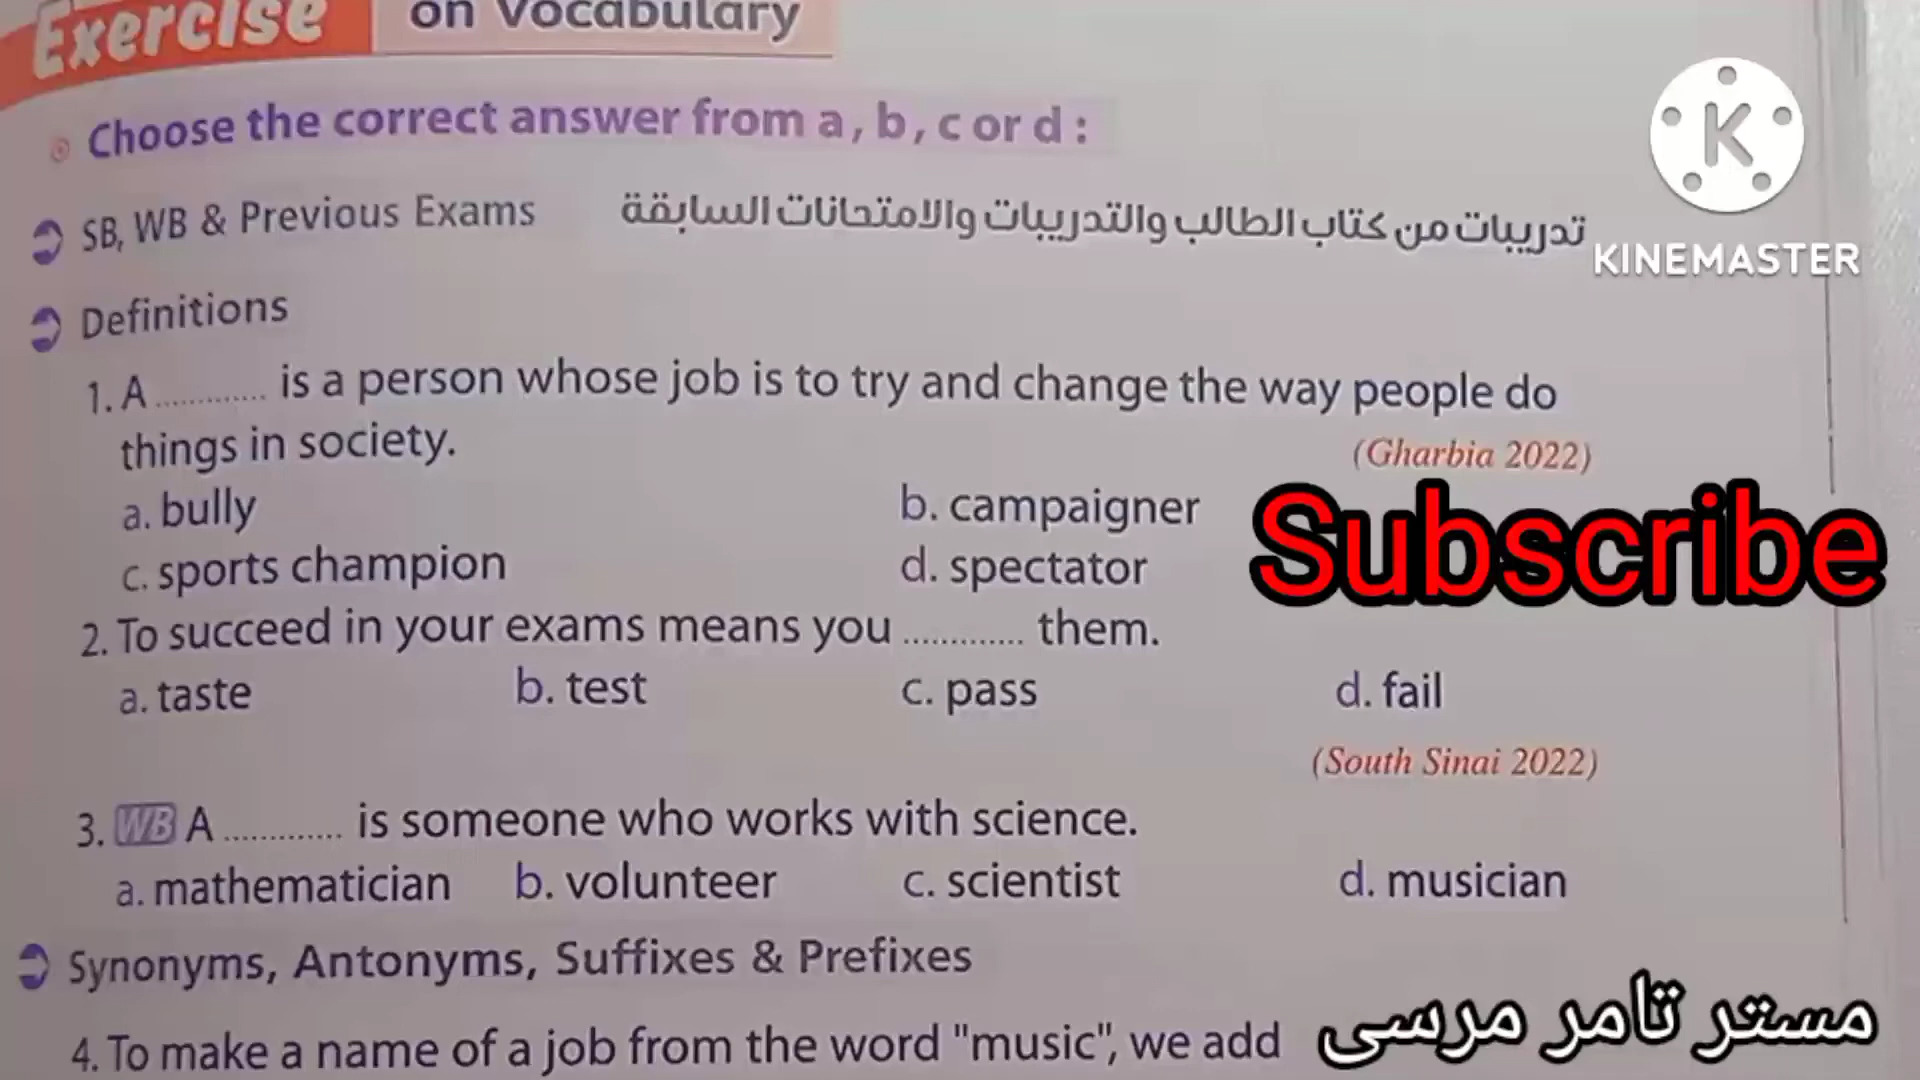 Exercise on Vocabulary
Choose the correct answer from a, b, c or d :
SB, WB & Previous Exams تدريبات من كتاب الطالب والتدريبات والامتحانات السابقة
KINEMASTER
Definitions
1. A ............ is a person whose job is to try and change the way people do
things in society. (Gharbia 2022)
a. bully b. campaigner
Subscribe
c. sports champion d. spectator
2. To succeed in your exams means you ............ them.
a. taste b. test c. pass d. fail
(South Sinai 2022)
3. WB A ............ is someone who works with science.
a. mathematician b. volunteer c. scientist d. musician
Synonyms, Antonyms, Suffixes & Prefixes
4. To make a name of a job from the word "music", we add
مستر تامر مرسى